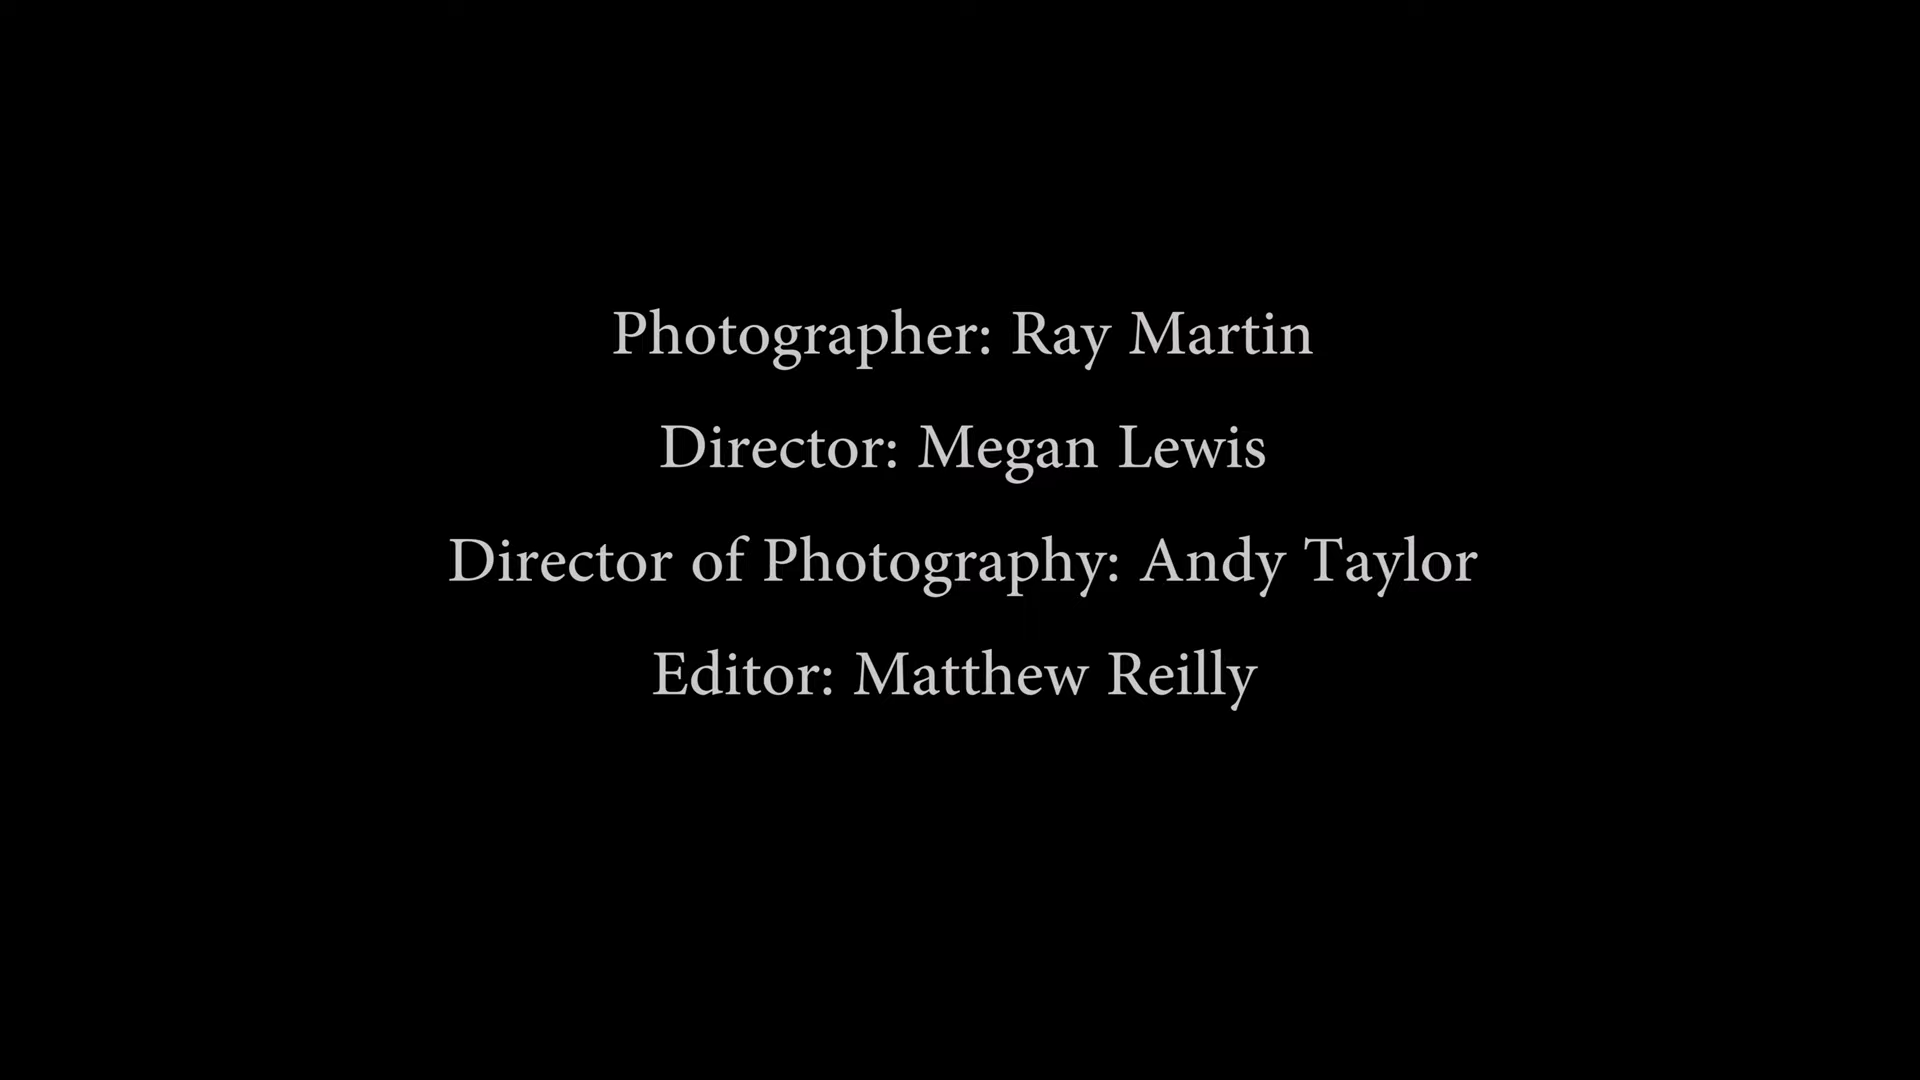 Photographer: Ray Martin
Director: Megan Lewis
Director of Photography: Andy Taylor
Editor: Matthew Reilly